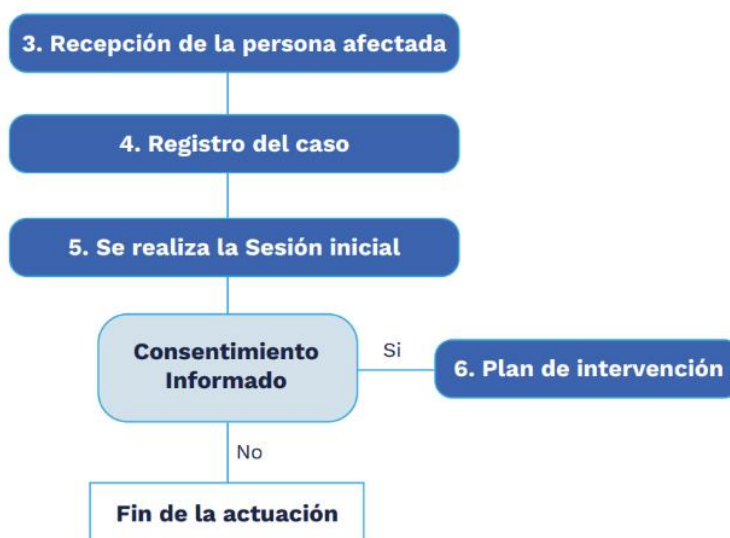 3. Recepción de la persona afectada
4. Registro del caso
5. Se realiza la Sesión inicial
Consentimiento
Informado
Si
6. Plan de intervención
No
Fin de la actuación